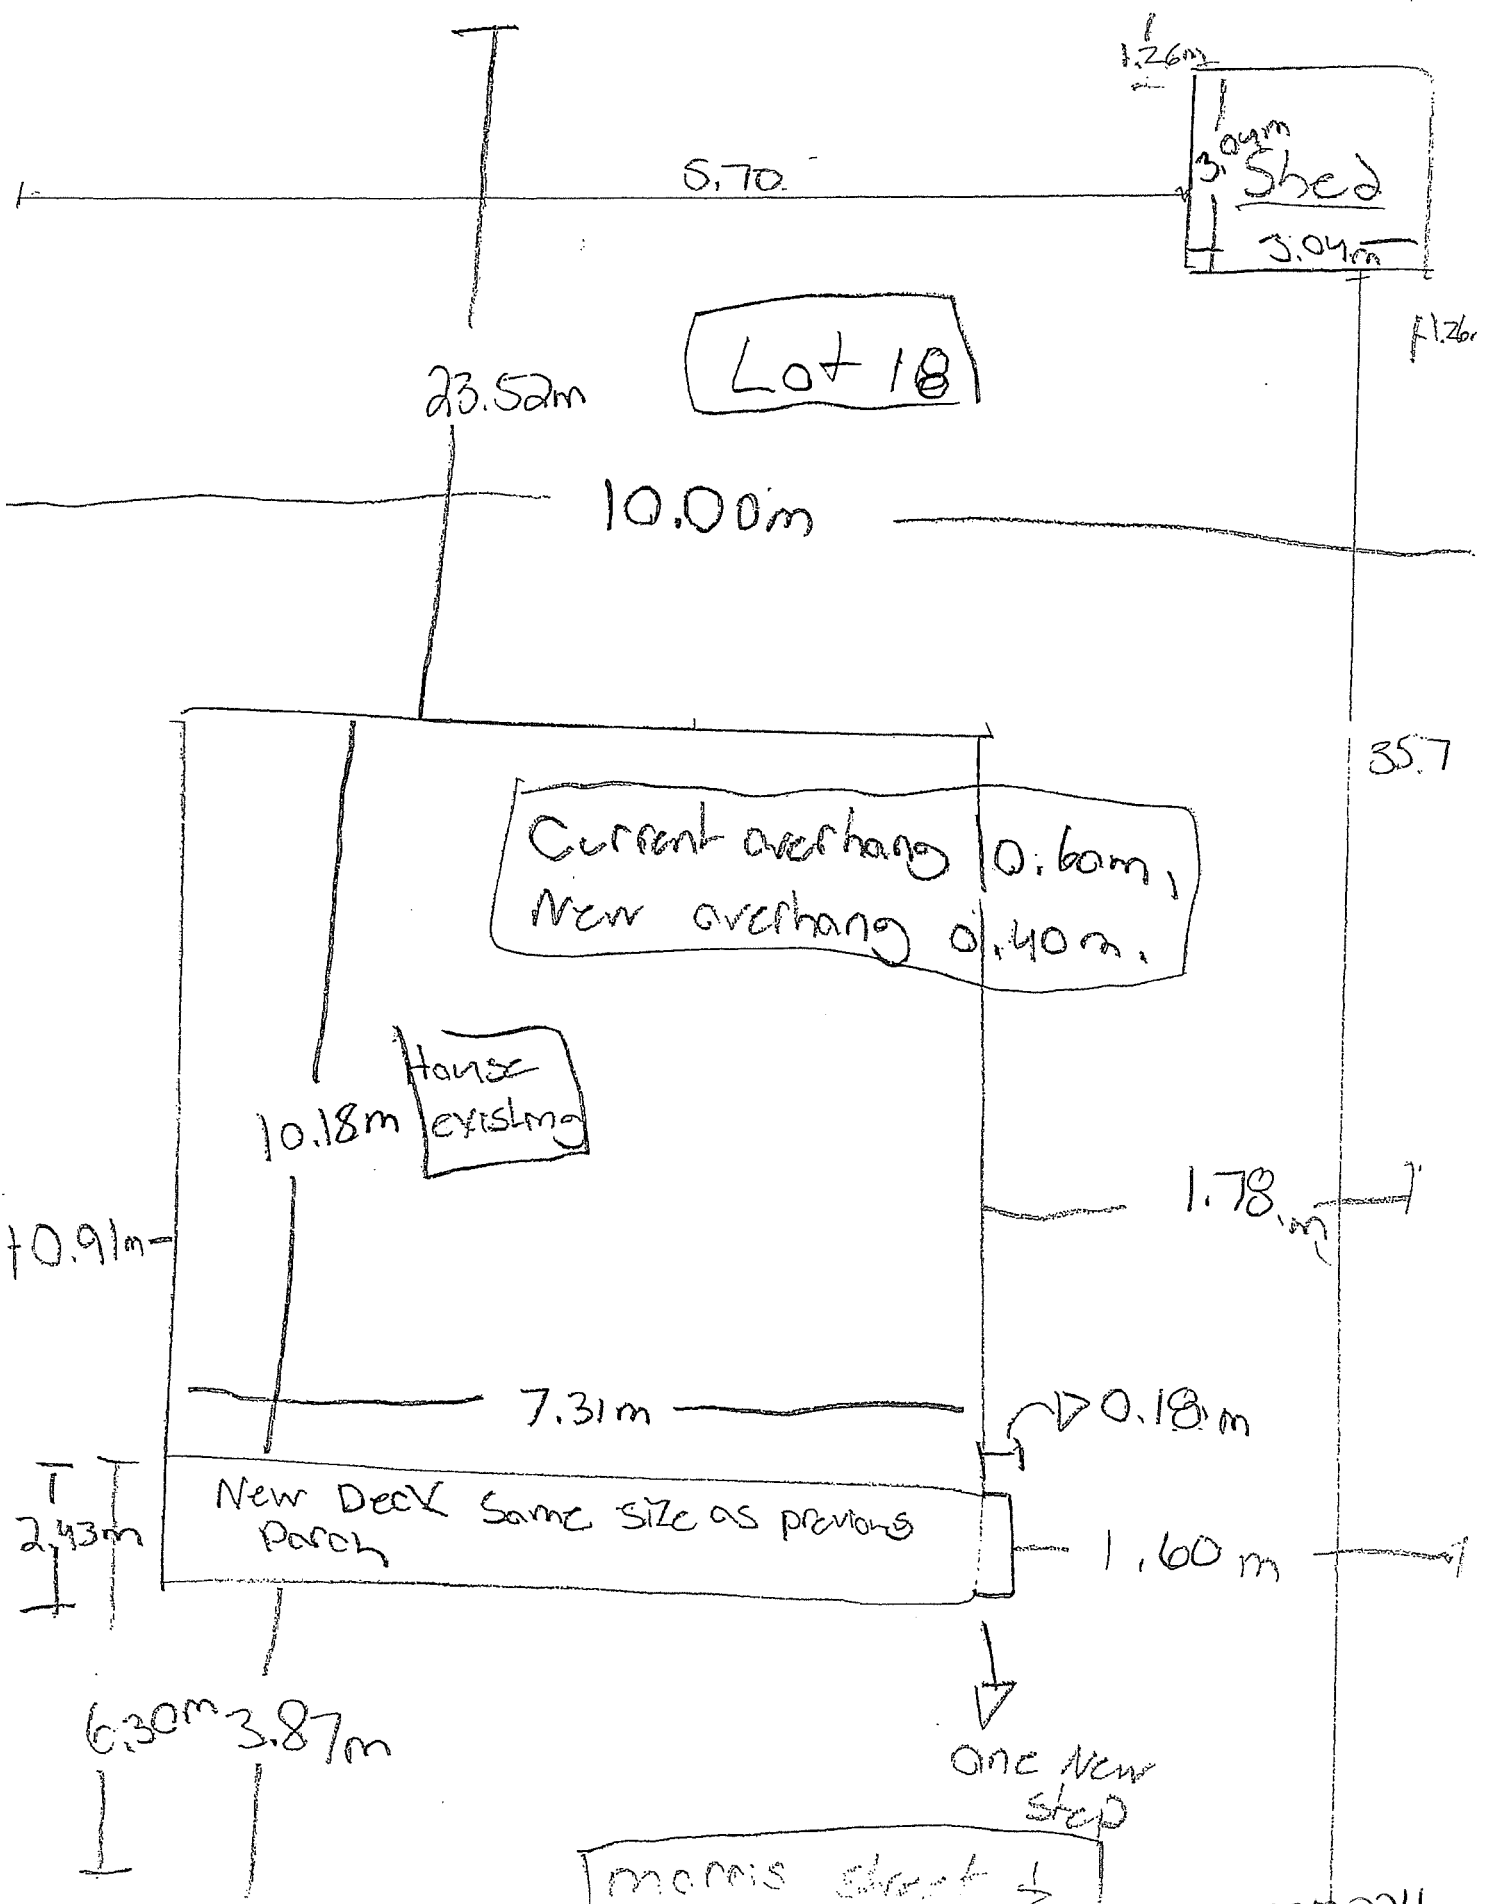 1.26m
3.04m
5.70
Shed
3.04m
1.26
Lot 18
23.52m
10.00m
35.7
Current overhang 0.60m,
New overhang 0.40m.
House
existing
10.18m
1.78m
0.91m
7.31m
0.18m
New Deck same size as previous
Porch
2.43m
1.60m
6.30m
3.87m
one New
step
morris street